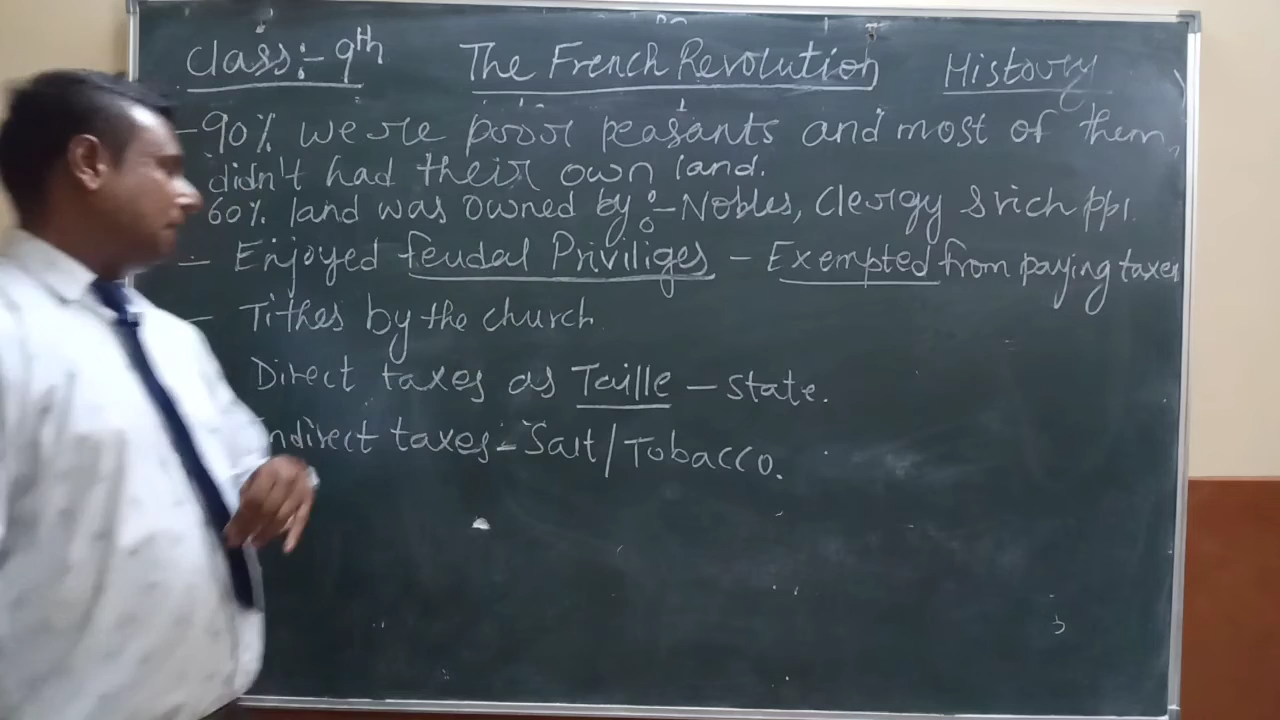 Class:- 9th The French Revolution History
- 90% were poor peasants and most of them,
didn't had their own land.
60% land was owned by:- Nobles, Clergy & rich ppl.
- Enjoyed feudal Priviliges - Exempted from paying taxes
- Tithes by the church
Direct taxes as Taille - state.
Indirect taxes - Salt/Tobacco.